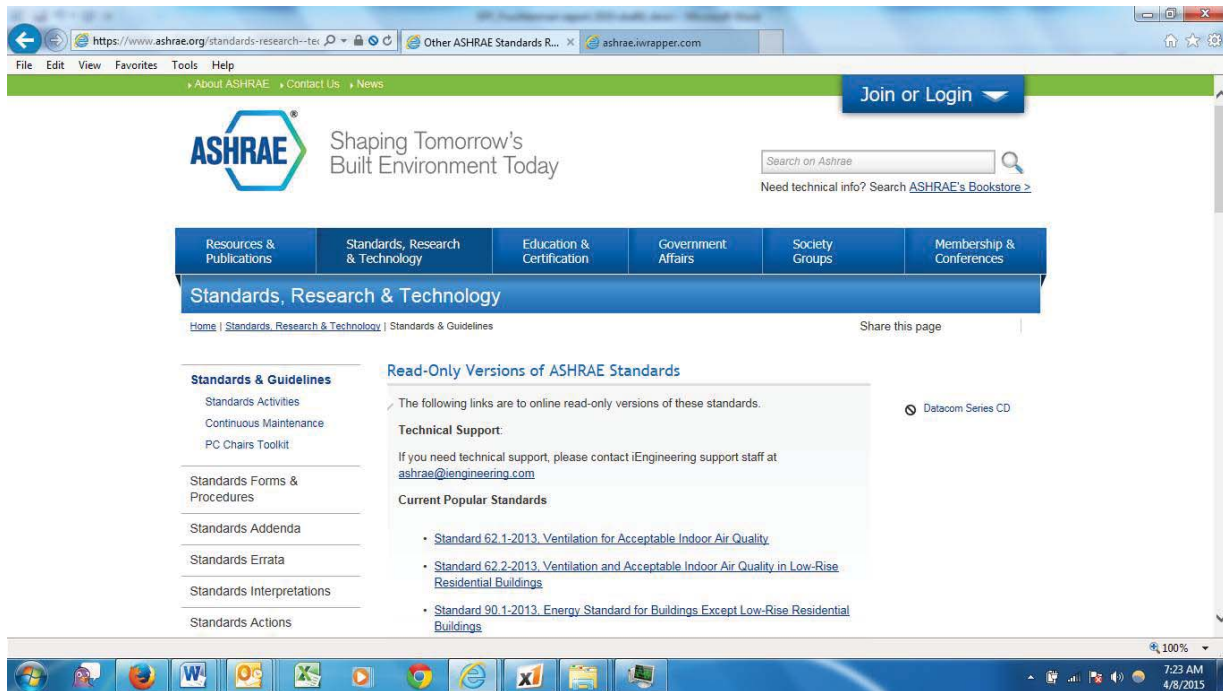 https://www.ashrae.org/standards-research--tec
Other ASHRAE Standards R...
ashrae.iwrapper.com
File Edit View Favorites Tools Help
About ASHRAE Contact Us News
Join or Login
ASHRAE®
Shaping Tomorrow's
Built Environment Today
Search on Ashrae
Need technical info? Search ASHRAE's Bookstore >
Resources &
Publications
Standards, Research
& Technology
Education &
Certification
Government
Affairs
Society
Groups
Membership &
Conferences
Standards, Research & Technology
Home | Standards, Research & Technology | Standards & Guidelines
Share this page
Standards & Guidelines
Standards Activities
Continuous Maintenance
PC Chairs Toolkit
Standards Forms &
Procedures
Standards Addenda
Standards Errata
Standards Interpretations
Standards Actions
Read-Only Versions of ASHRAE Standards
The following links are to online read-only versions of these standards.
Technical Support:
If you need technical support, please contact iEngineering support staff at
ashrae@iengineering.com
Current Popular Standards
• Standard 62.1-2013, Ventilation for Acceptable Indoor Air Quality
• Standard 62.2-2013, Ventilation and Acceptable Indoor Air Quality in Low-Rise
Residential Buildings
• Standard 90.1-2013, Energy Standard for Buildings Except Low-Rise Residential
Buildings
Datacom Series CD
100%
7:23 AM
4/8/2015